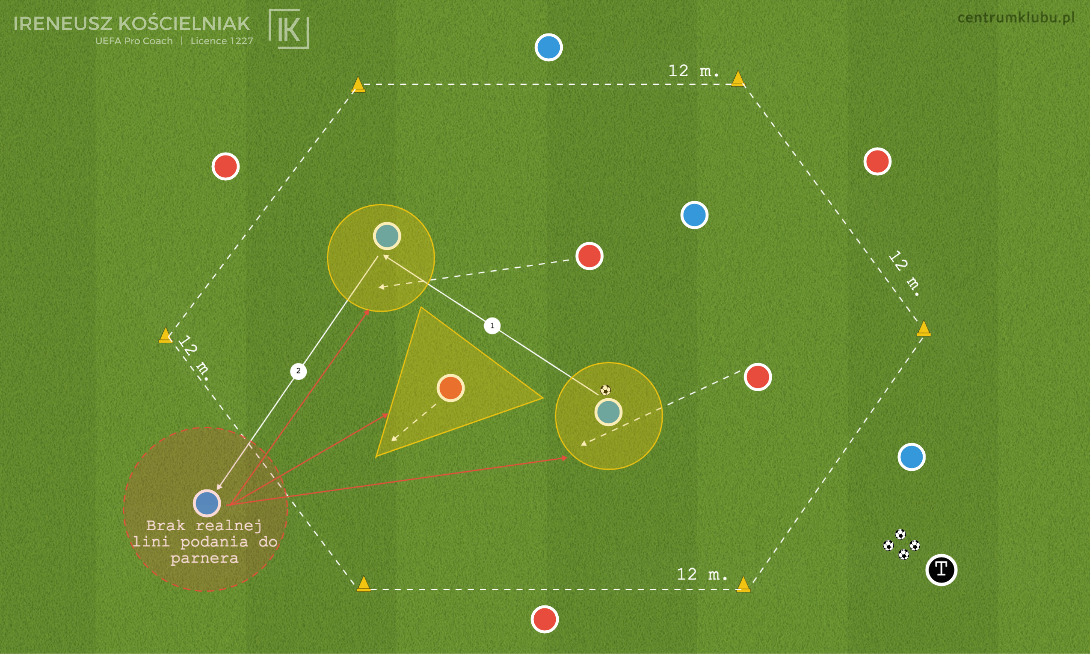 IRENEUSZ KOŚCIELNIAK
UEFA Pro Coach | Licence 1227
IK
centrumklubu.pl
12 m.
12 m.
1
12 m.
2
Brak realnej
lini podania do
parnera
T
12 m.